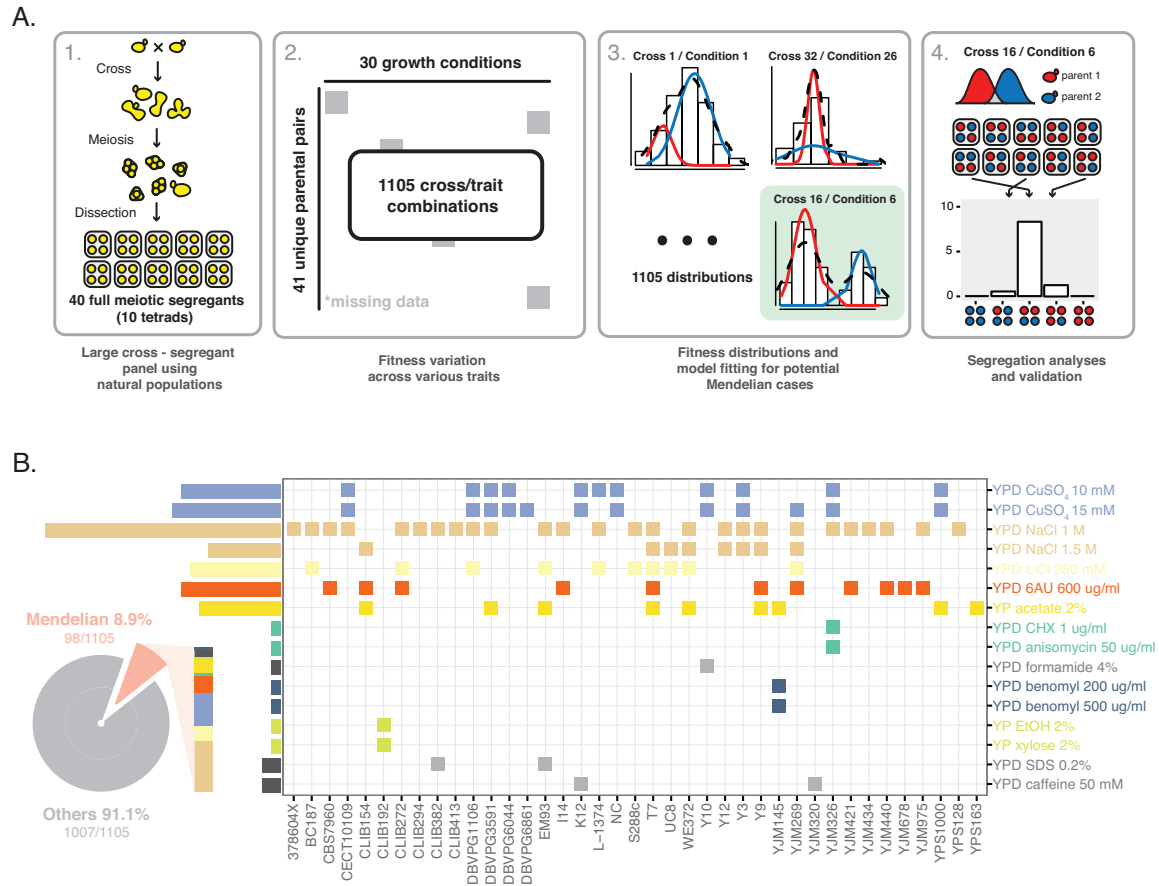 A.
1.
Cross
Meiosis
Dissection
40 full meiotic segregants
(10 tetrads)
Large cross - segregant
panel using
natural populations
2.
30 growth conditions
41 unique parental pairs
1105 cross/trait
combinations
*missing data
Fitness variation
across various traits
3.
Cross 1 / Condition 1
Cross 32 / Condition 26
Cross 16 / Condition 6
1105 distributions
Fitness distributions and
model fitting for potential
Mendelian cases
4.
Cross 16 / Condition 6
parent 1
parent 2
10
5
0
Segregation analyses
and validation
B.
Mendelian 8.9%
98/1105
Others 91.1%
1007/1105
YPD CuSO4 10 mM
YPD CuSO4 15 mM
YPD NaCl 1 M
YPD NaCl 1.5 M
YPD LiCl 250 mM
YPD 6AU 600 ug/ml
YP acetate 2%
YPD CHX 1 ug/ml
YPD anisomycin 50 ug/ml
YPD formamide 4%
YPD benomyl 200 ug/ml
YPD benomyl 500 ug/ml
YP EtOH 2%
YP xylose 2%
YPD SDS 0.2%
YPD caffeine 50 mM
378604X
BC187
CBS7960
CECT10109
CLIB154
CLIB192
CLIB272
CLIB294
CLIB382
CLIB413
DBVPG1106
DBVPG3591
DBVPG6044
DBVPG6861
EM93
I14
K12
L-1374
NC
S288c
T7
UC8
WE372
Y10
Y12
Y3
Y9
YJM145
YJM269
YJM320
YJM326
YJM421
YJM434
YJM440
YJM678
YJM975
YPS1000
YPS128
YPS163